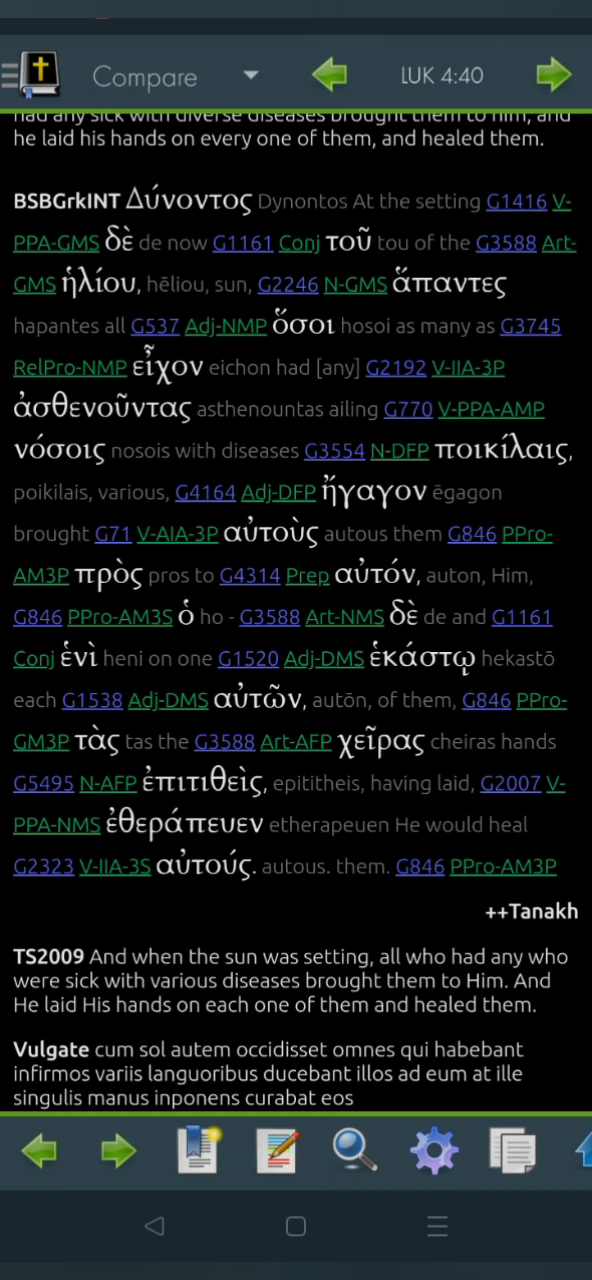 Compare
LUK 4:40
had any sick with diverse diseases brought them to him, and
he laid his hands on every one of them, and healed them.
BSBGrkINT Δύνοντος Dynontos At the setting G1416 V-
PPA-GMS δὲ de now G1161 Conj τοῦ tou of the G3588 Art-
GMS ἡλίου, hēliou, sun, G2246 N-GMS ἅπαντες
hapantes all G537 Adj-NMP ὅσοι hosoi as many as G3745
RelPro-NMP εἶχον eichon had [any] G2192 V-IIA-3P
ἀσθενοῦντας asthenountas ailing G770 V-PPA-AMP
νόσοις nosois with diseases G3554 N-DFP ποικίλαις,
poikilais, various, G4164 Adj-DFP ἤγαγον ēgagon
brought G71 V-AIA-3P αὐτοὺς autous them G846 PPro-
AM3P πρὸς pros to G4314 Prep αὐτόν, auton, Him,
G846 PPro-AM3S ὁ ho - G3588 Art-NMS δὲ de and G1161
Conj ἑνὶ heni on one G1520 Adj-DMS ἑκάστῳ hekastō
each G1538 Adj-DMS αὐτῶν, autōn, of them, G846 PPro-
GM3P τὰς tas the G3588 Art-AFP χεῖρας cheiras hands
G5495 N-AFP ἐπιτιθεὶς, epititheis, having laid, G2007 V-
PPA-NMS ἐθεράπευεν etherapeuen He would heal
G2323 V-IIA-3S αὐτούς. autous. them. G846 PPro-AM3P
++Tanakh
TS2009 And when the sun was setting, all who had any who
were sick with various diseases brought them to Him. And
He laid His hands on each one of them and healed them.
Vulgate cum sol autem occidisset omnes qui habebant
infirmos variis languoribus ducebant illos ad eum at ille
singulis manus inponens curabat eos